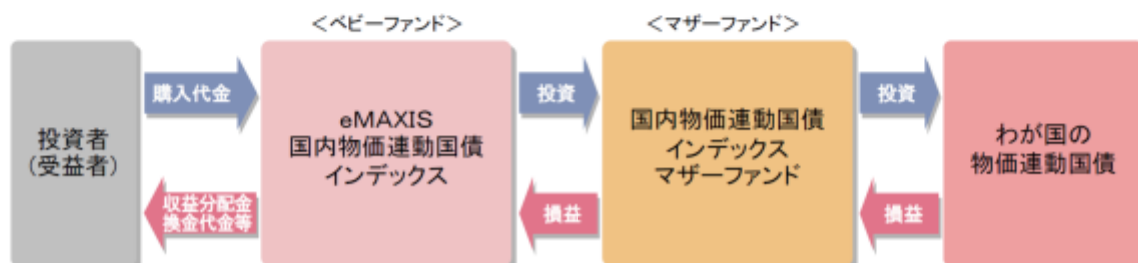 ＜ベビーファンド＞
＜マザーファンド＞
投資者
(受益者)
購入代金
収益分配金
換金代金等
eMAXIS
国内物価連動国債
インデックス
投資
損益
国内物価連動国債
インデックス
マザーファンド
投資
損益
わが国の
物価連動国債